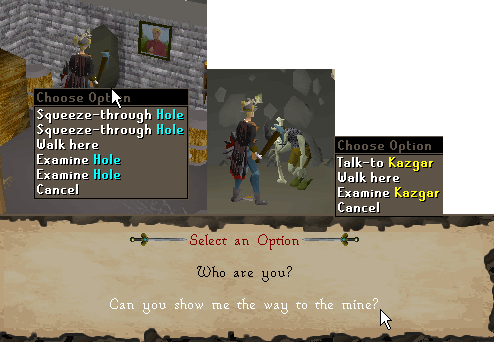 Choose Option
Squeeze-through Hole
Squeeze-through Hole
Walk here
Examine Hole
Examine Hole
Cancel
Choose Option
Talk-to Kazgar
Walk here
Examine Kazgar
Cancel
Select an Option
Who are you?
Can you show me the way to the mine?